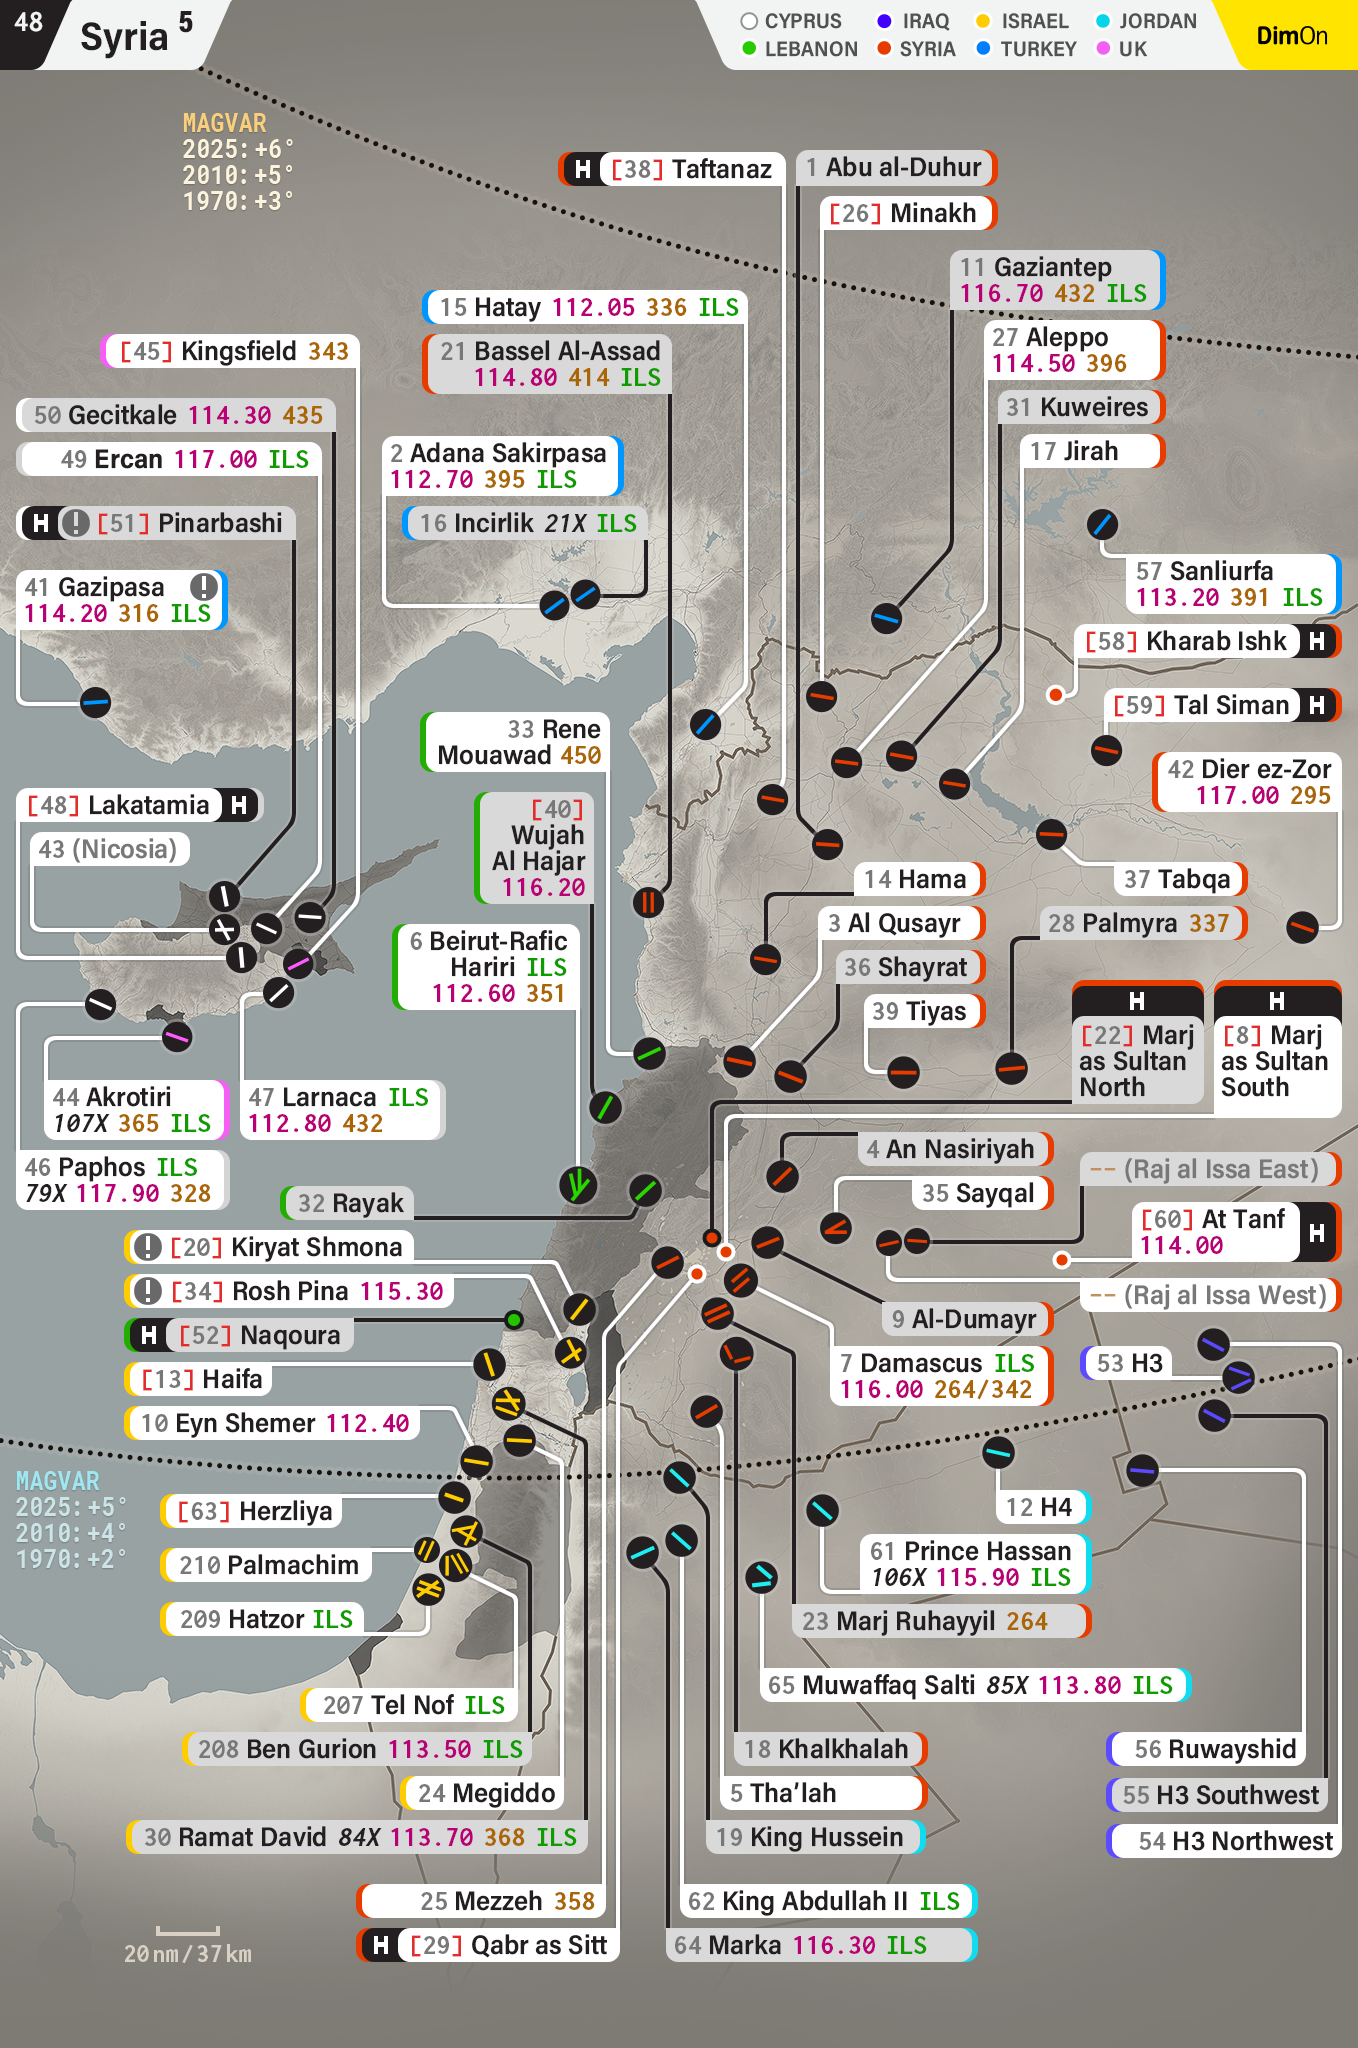 48
Syria 5
CYPRUS
IRAQ
ISRAEL
JORDAN
LEBANON
SYRIA
TURKEY
UK
DimOn
MAGVAR
2025: +6°
2010: +5°
1970: +3°
H [38] Taftanaz
1 Abu al-Duhur
[26] Minakh
11 Gaziantep
116.70 432 ILS
15 Hatay 112.05 336 ILS
27 Aleppo
114.50 396
[45] Kingsfield 343
21 Bassel Al-Assad
114.80 414 ILS
31 Kuweires
50 Gecitkale 114.30 435
17 Jirah
49 Ercan 117.00 ILS
2 Adana Sakirpasa
112.70 395 ILS
H ! [51] Pinarbashi
16 Incirlik 21X ILS
41 Gazipasa !
114.20 316 ILS
57 Sanliurfa
113.20 391 ILS
[58] Kharab Ishk H
[59] Tal Siman H
33 Rene
Mouawad 450
42 Dier ez-Zor
117.00 295
[48] Lakatamia H
[40]
Wujah
Al Hajar
116.20
43 (Nicosia)
14 Hama
37 Tabqa
3 Al Qusayr
28 Palmyra 337
6 Beirut-Rafic
Hariri ILS
112.60 351
36 Shayrat
39 Tiyas
H
[22] Marj
as Sultan
North
H
[8] Marj
as Sultan
South
44 Akrotiri
107X 365 ILS
47 Larnaca ILS
112.80 432
46 Paphos ILS
79X 117.90 328
4 An Nasiriyah
-- (Raj al Issa East)
32 Rayak
35 Sayqal
[60] At Tanf
114.00
H
! [20] Kiryat Shmona
! [34] Rosh Pina 115.30
-- (Raj al Issa West)
H [52] Naqoura
9 Al-Dumayr
[13] Haifa
7 Damascus ILS
116.00 264/342
53 H3
10 Eyn Shemer 112.40
MAGVAR
2025: +5°
2010: +4°
1970: +2°
[63] Herzliya
12 H4
210 Palmachim
61 Prince Hassan
106X 115.90 ILS
209 Hatzor ILS
23 Marj Ruhayyil 264
65 Muwaffaq Salti 85X 113.80 ILS
207 Tel Nof ILS
208 Ben Gurion 113.50 ILS
18 Khalkhalah
56 Ruwayshid
24 Megiddo
5 Tha’lah
55 H3 Southwest
30 Ramat David 84X 113.70 368 ILS
19 King Hussein
54 H3 Northwest
25 Mezzeh 358
62 King Abdullah II ILS
H [29] Qabr as Sitt
64 Marka 116.30 ILS
20 nm / 37 km